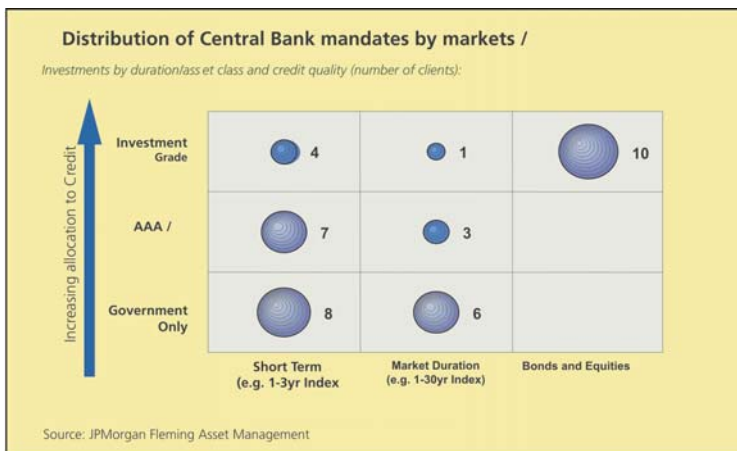 Distribution of Central Bank mandates by markets /
Investments by duration/ass et class and credit quality (number of clients):
Increasing allocation to Credit
Investment
Grade
4
1
10
AAA /
7
3
Government
Only
8
6
Short Term
(e.g. 1-3yr Index
Market Duration
(e.g. 1-30yr Index)
Bonds and Equities
Source: JPMorgan Fleming Asset Management